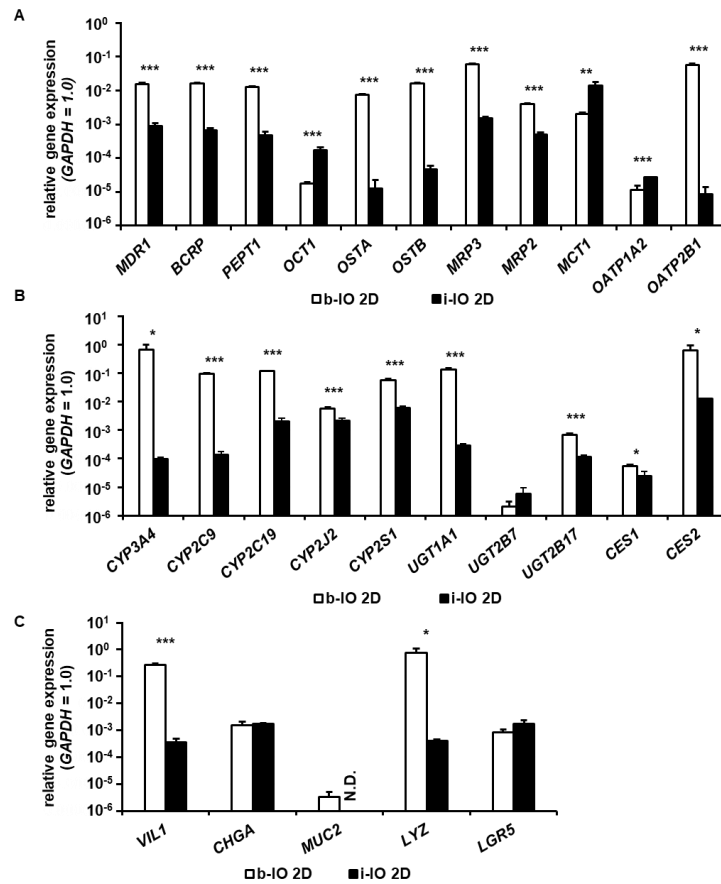 A
relative gene expression
(GAPDH = 1.0)
10⁰
10⁻¹
10⁻²
10⁻³
10⁻⁴
10⁻⁵
10⁻⁶
*** *** *** *** *** *** *** *** ** *** ***
MDR1 BCRP PEPT1 OCT1 OSTA OSTB MRP3 MRP2 MCT1 OATP1A2 OATP2B1
b-IO 2D i-IO 2D
B
relative gene expression
(GAPDH = 1.0)
10¹
10⁰
10⁻¹
10⁻²
10⁻³
10⁻⁴
10⁻⁵
10⁻⁶
* *** *** *** *** *** *** * *
CYP3A4 CYP2C9 CYP2C19 CYP2J2 CYP2S1 UGT1A1 UGT2B7 UGT2B17 CES1 CES2
b-IO 2D i-IO 2D
C
relative gene expression
(GAPDH = 1.0)
10¹
10⁰
10⁻¹
10⁻²
10⁻³
10⁻⁴
10⁻⁵
10⁻⁶
*** *
N.D.
VIL1 CHGA MUC2 LYZ LGR5
b-IO 2D i-IO 2D